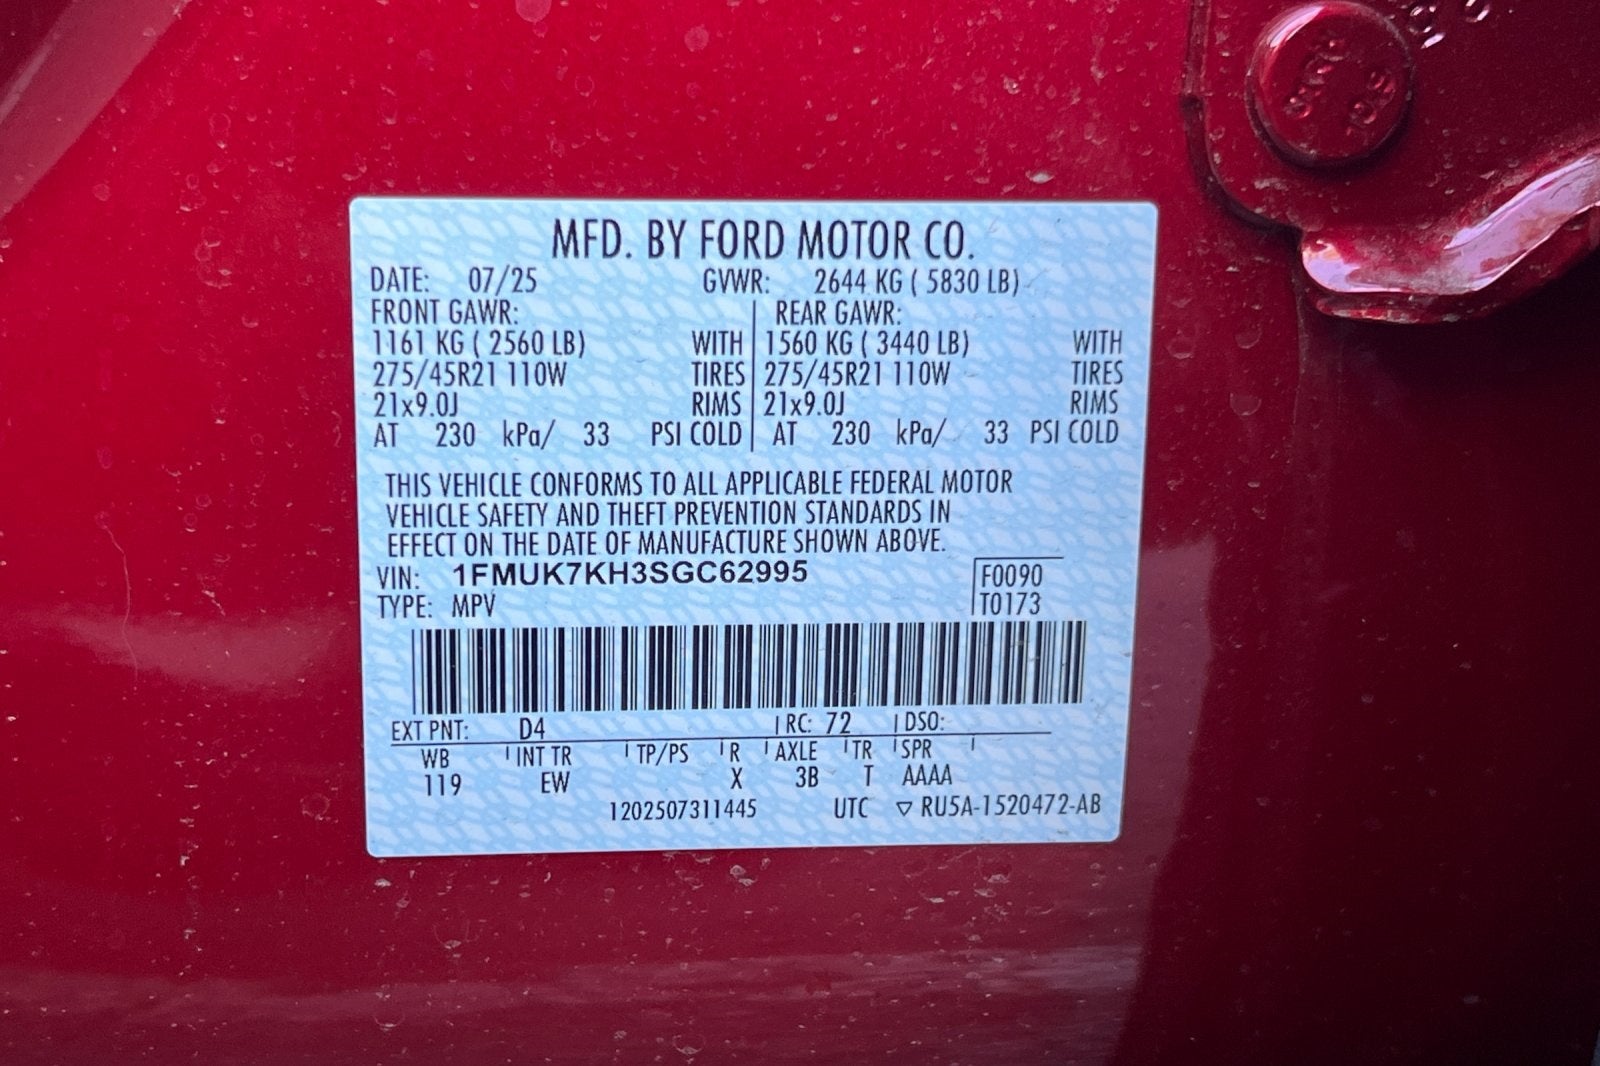 MFD. BY FORD MOTOR CO.
DATE: 07/25 GVWR: 2644 KG ( 5830 LB)
FRONT GAWR: REAR GAWR:
1161 KG ( 2560 LB) WITH 1560 KG ( 3440 LB) WITH
275/45R21 110W TIRES 275/45R21 110W TIRES
21x9.0J RIMS 21x9.0J RIMS
AT 230 kPa/ 33 PSI COLD AT 230 kPa/ 33 PSI COLD
THIS VEHICLE CONFORMS TO ALL APPLICABLE FEDERAL MOTOR
VEHICLE SAFETY AND THEFT PREVENTION STANDARDS IN
EFFECT ON THE DATE OF MANUFACTURE SHOWN ABOVE.
VIN: 1FMUK7KH3SGC62995 F0090
TYPE: MPV T0173
EXT PNT: D4 RC: 72 DSO:
WB INT TR TP/PS R AXLE TR SPR
119 EW X 3B T AAAA
1202507311445 UTC ▽ RU5A-1520472-AB